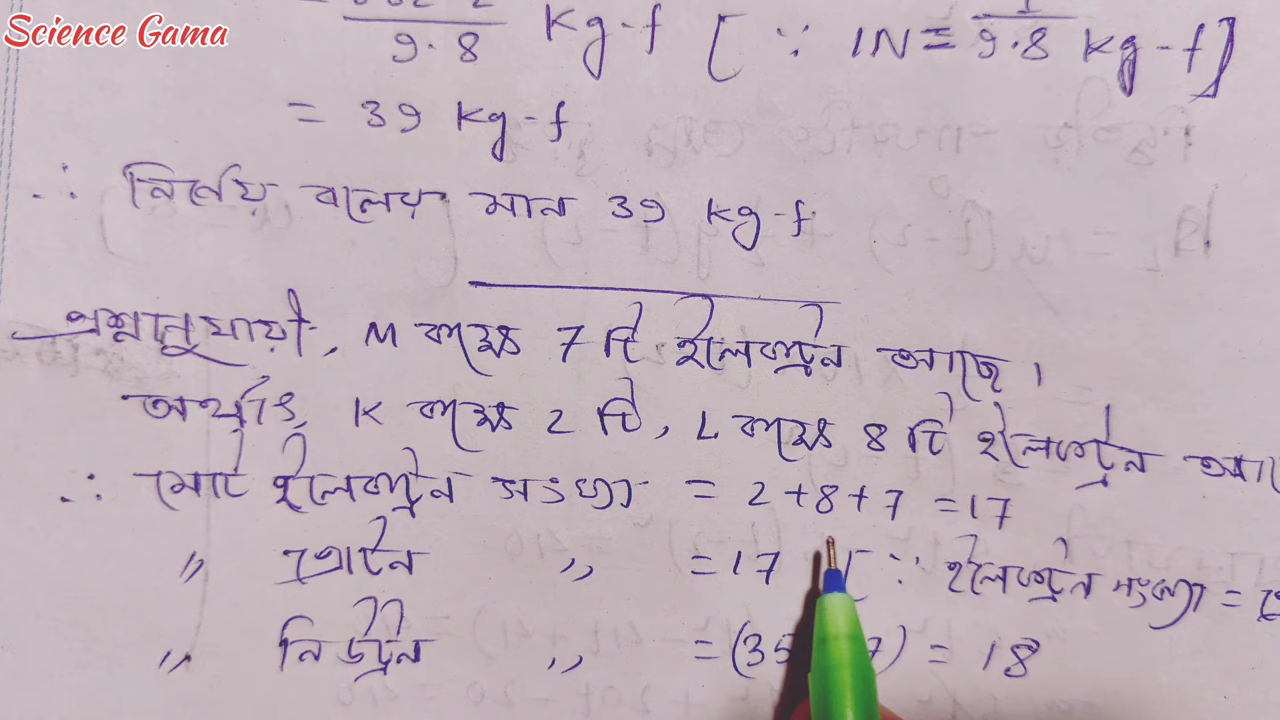 Science Gama
9.8 Kg-f [ ∵ 1N = 1/9.8 kg-f]
= 39 kg-f
∴ নির্ণেয় বলের মান 39 kg-f
প্রশ্নানুযায়ী, M কক্ষে 7 টি ইলেকট্রন আছে।
অর্থাৎ, K কক্ষে 2 টি, L কক্ষে 8 টি ইলেকট্রন
∴ মোট ইলেকট্রন সংখ্যা = 2+8+7 =17
" প্রোটন " =17 [ ∵ ইলেকট্রন সংখ্যা =
" নিউট্রন " = (35 7) = 18